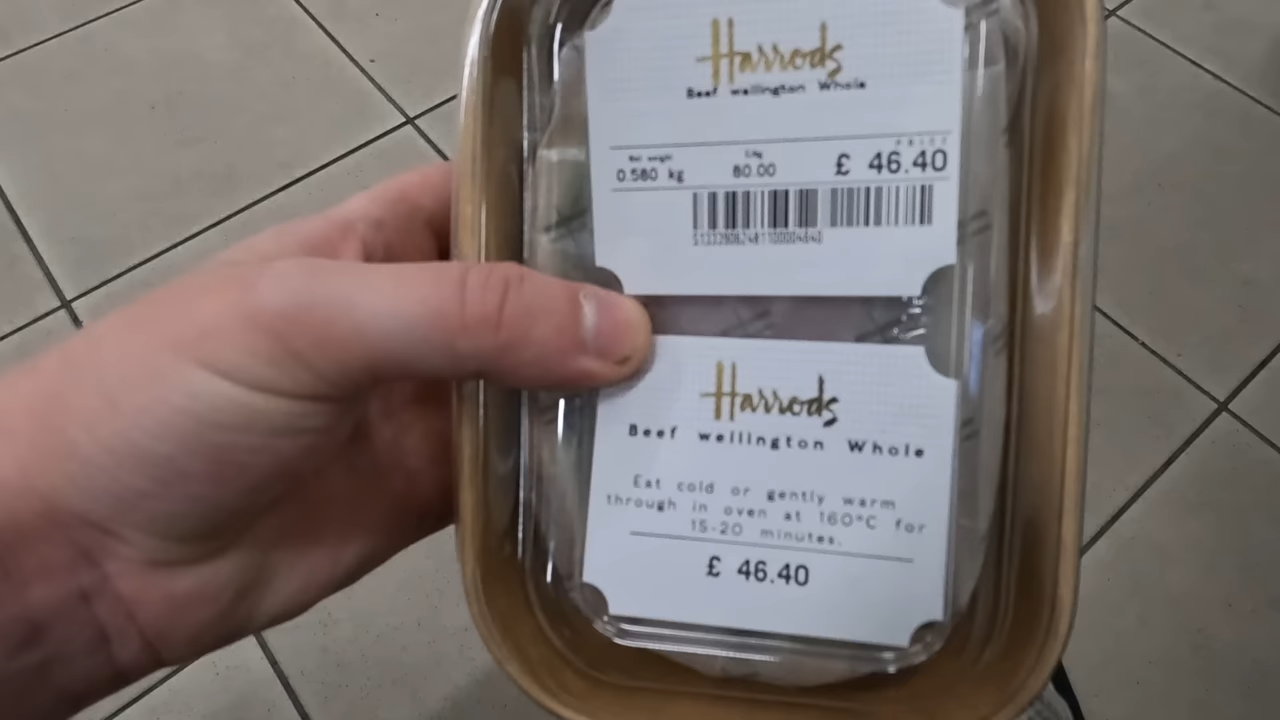 Harrods
Beef wellington Whole
PRICE
Net weight £/kg
0.580 kg 80.00 £ 46.40
Harrods
Beef wellington Whole
Eat cold or gently warm
through in oven at 160°C for
15-20 minutes.
£ 46.40